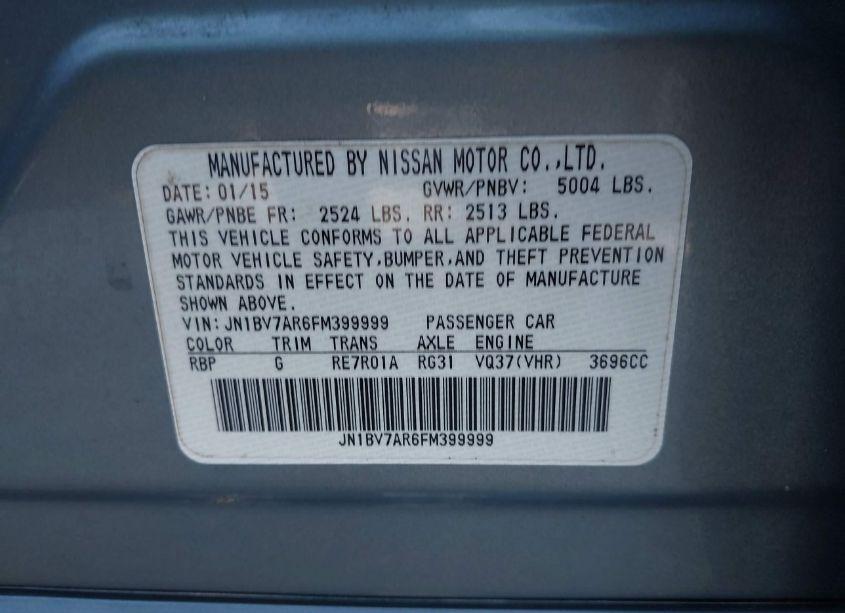 MANUFACTURED BY NISSAN MOTOR CO.,LTD.
DATE: 01/15 GVWR/PNBV: 5004 LBS.
GAWR/PNBE FR: 2524 LBS. RR: 2513 LBS.
THIS VEHICLE CONFORMS TO ALL APPLICABLE FEDERAL
MOTOR VEHICLE SAFETY,BUMPER,AND THEFT PREVENTION
STANDARDS IN EFFECT ON THE DATE OF MANUFACTURE
SHOWN ABOVE.
VIN:JN1BV7AR6FM399999 PASSENGER CAR
COLOR TRIM TRANS AXLE ENGINE
RBP G RE7R01A RG31 VQ37(VHR) 3696CC
JN1BV7AR6FM399999